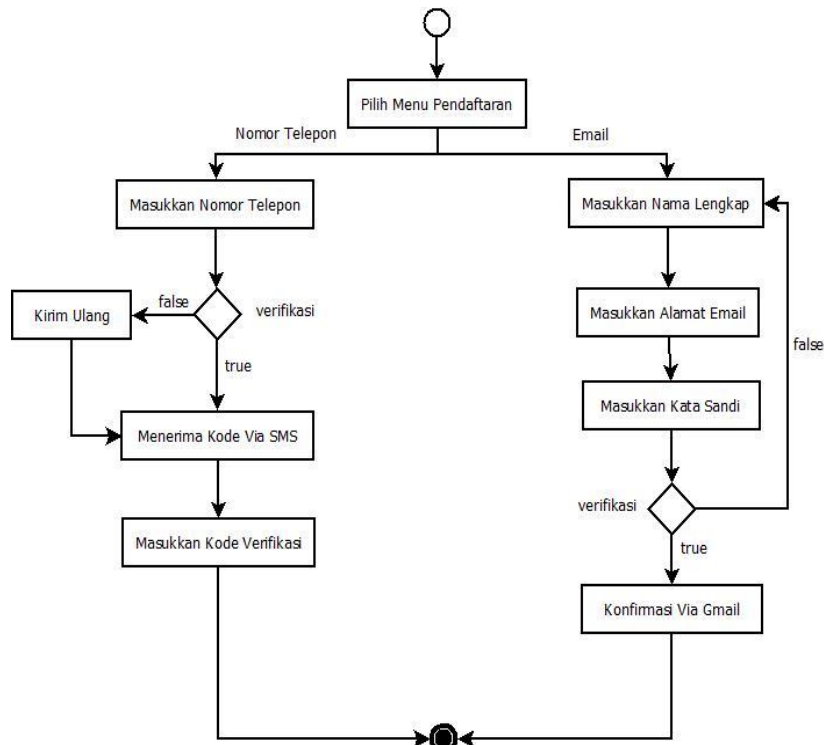 Pilih Menu Pendaftaran
Nomor Telepon
Email
Masukkan Nomor Telepon
Masukkan Nama Lengkap
Kirim Ulang
false
verifikasi
Masukkan Alamat Email
false
true
Masukkan Kata Sandi
Menerima Kode Via SMS
verifikasi
true
Masukkan Kode Verifikasi
Konfirmasi Via Gmail